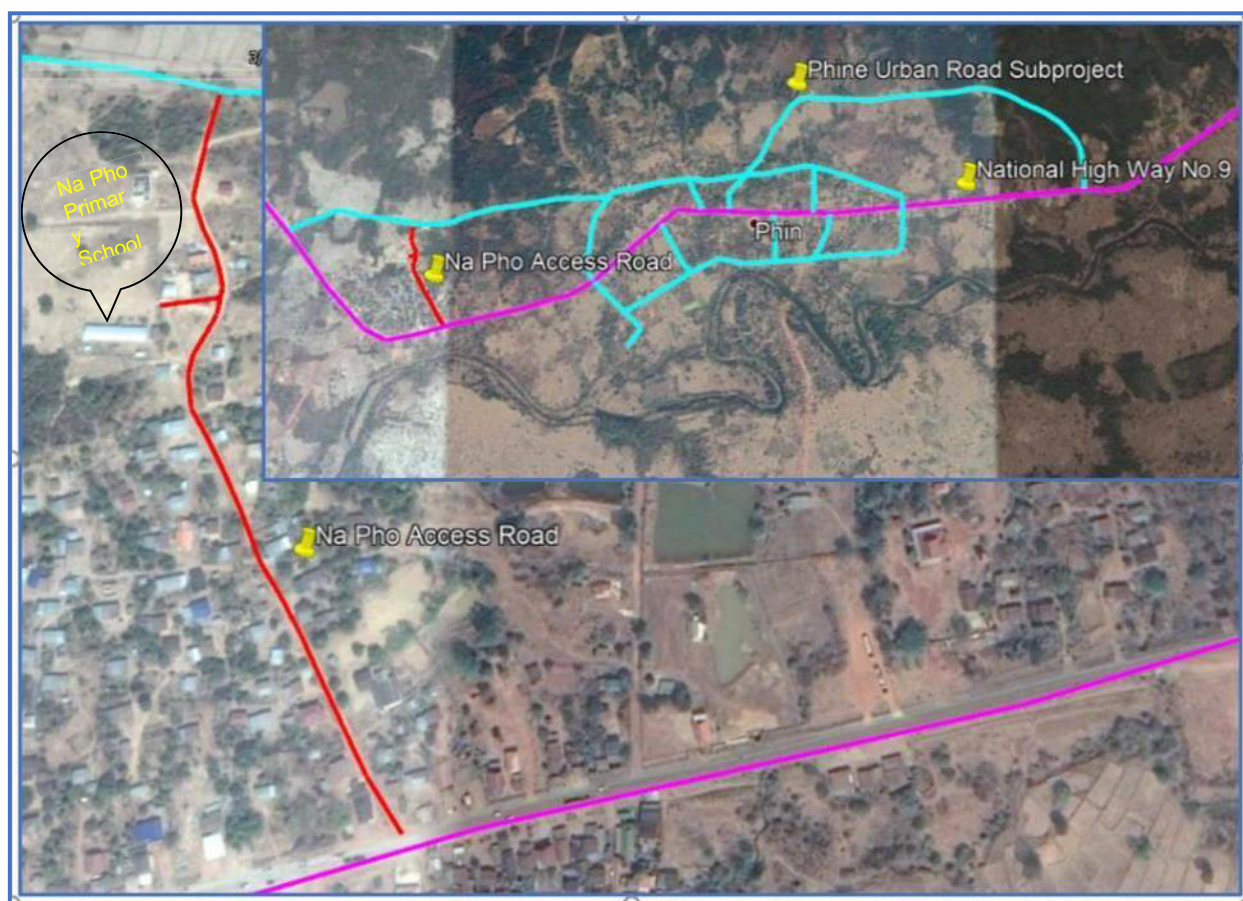 Phine Urban Road Subproject
National High Way No.9
Phin
Na Pho Access Road
Na Pho
Primar
y
School
Na Pho Access Road